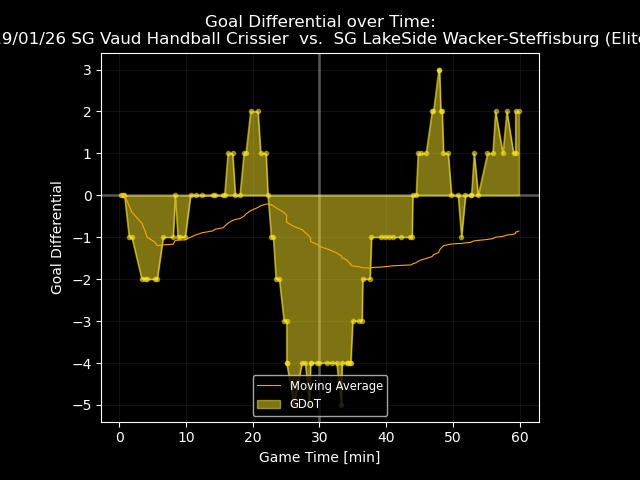 Goal Differential over Time:
9/01/26 SG Vaud Handball Crissier vs. SG LakeSide Wacker-Steffisburg (Elite
3
2
1
0
−1
−2
−3
−4
−5
Goal Differential
Moving Average
GDoT
0 10 20 30 40 50 60
Game Time [min]